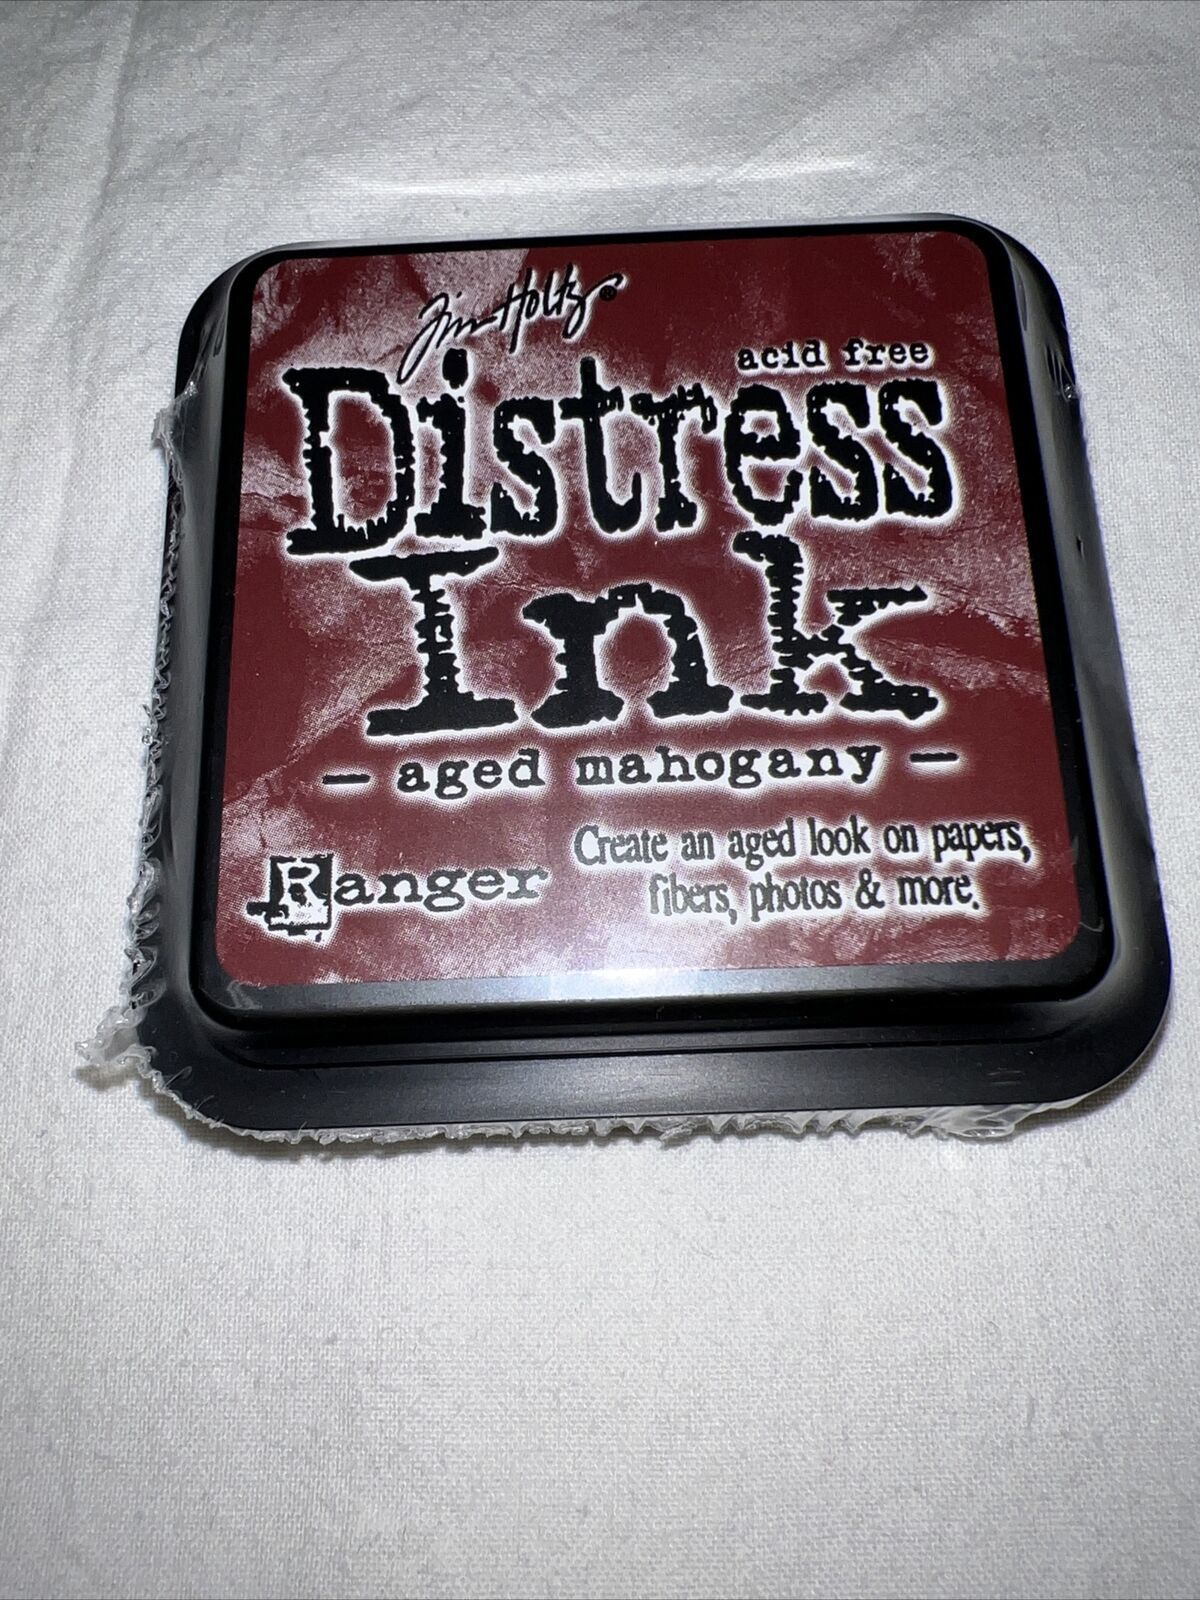 Tim Holtz®
acid free
Distress
Ink
– aged mahogany –
Create an aged look on papers,
fibers, photos & more.
Ranger